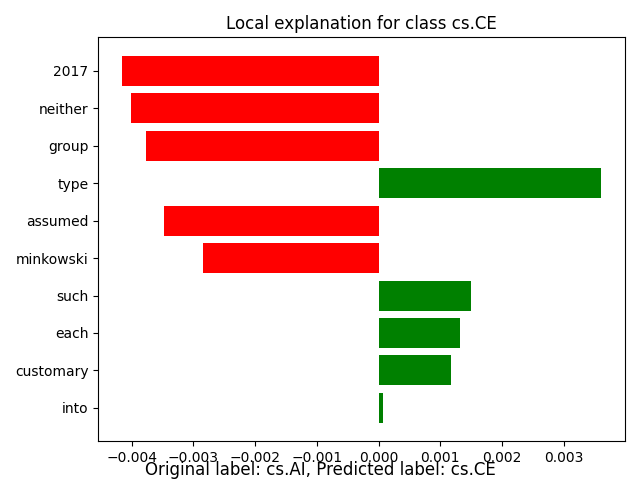 Local explanation for class cs.CE
2017
neither
group
type
assumed
minkowski
such
each
customary
into
−0.004 −0.003 −0.002 −0.001 0.000 0.001 0.002 0.003
Original label: cs.AI, Predicted label: cs.CE